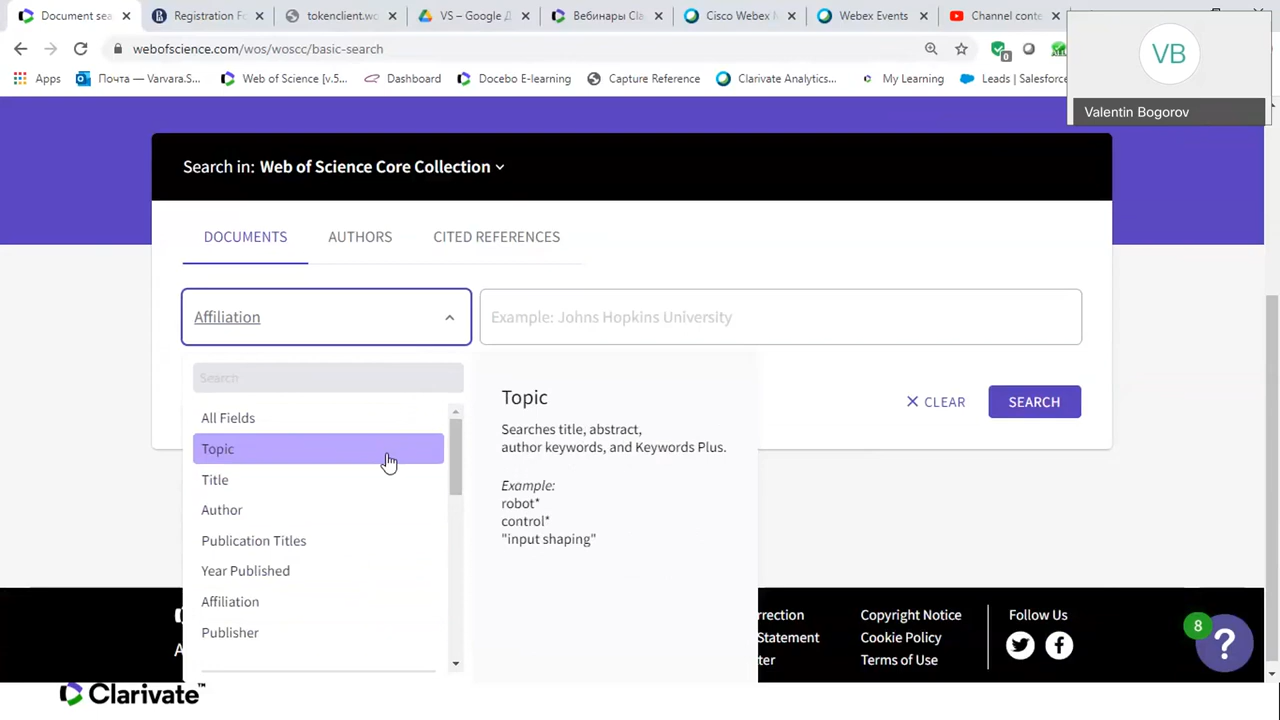 Document sea
Registration Fo
tokenclient.wc
VS – Google Д
Вебинары Cla
Cisco Webex M
Webex Events
Channel conte
webofscience.com/wos/woscc/basic-search
0
VB
Valentin Bogorov
Apps
Почта — Varvara.S...
Web of Science [v.5...
Dashboard
Docebo E-learning
Capture Reference
Clarivate Analytics...
My Learning
Leads | Salesforce
Search in: Web of Science Core Collection
DOCUMENTS
AUTHORS
CITED REFERENCES
Affiliation
Example: Johns Hopkins University
Search
All Fields
Topic
Title
Author
Publication Titles
Year Published
Affiliation
Publisher
Topic
Searches title, abstract,
author keywords, and Keywords Plus.
Example:
robot*
control*
"input shaping"
CLEAR
SEARCH
rrection
Statement
ter
Copyright Notice
Cookie Policy
Terms of Use
Follow Us
8
?
Clarivate™